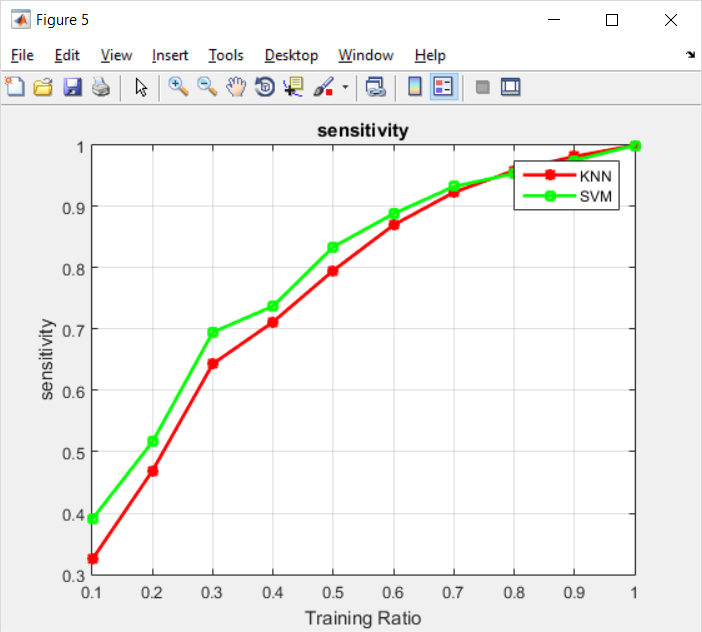 Figure 5
File Edit View Insert Tools Desktop Window Help
sensitivity
1
0.9
0.8
0.7
0.6
0.5
0.4
0.3
sensitivity
KNN
SVM
0.1 0.2 0.3 0.4 0.5 0.6 0.7 0.8 0.9 1
Training Ratio